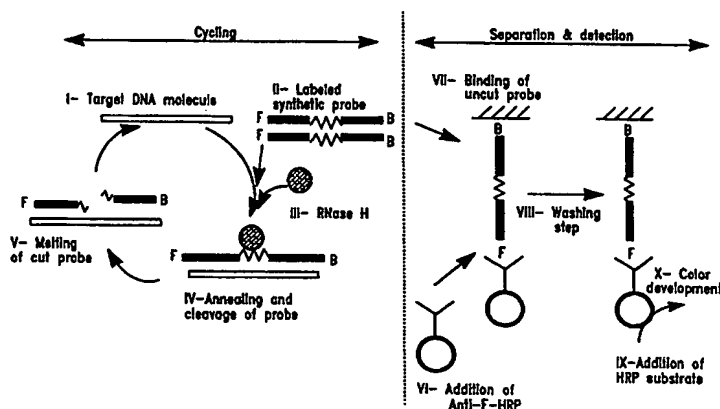 Cycling
Separation & detection
I- Target DNA molecule
II- Labeled
synthetic probe
F
B
F
B
III- RNase H
F
B
V- Melting
of cut probe
F
B
IV-Annealing and
cleavage of probe
VII- Binding of
uncut probe
B
F
VIII- Washing
step
B
F
VI- Addition of
Anti-F-HRP
X- Color
development
IX-Addition of
HRP substrate